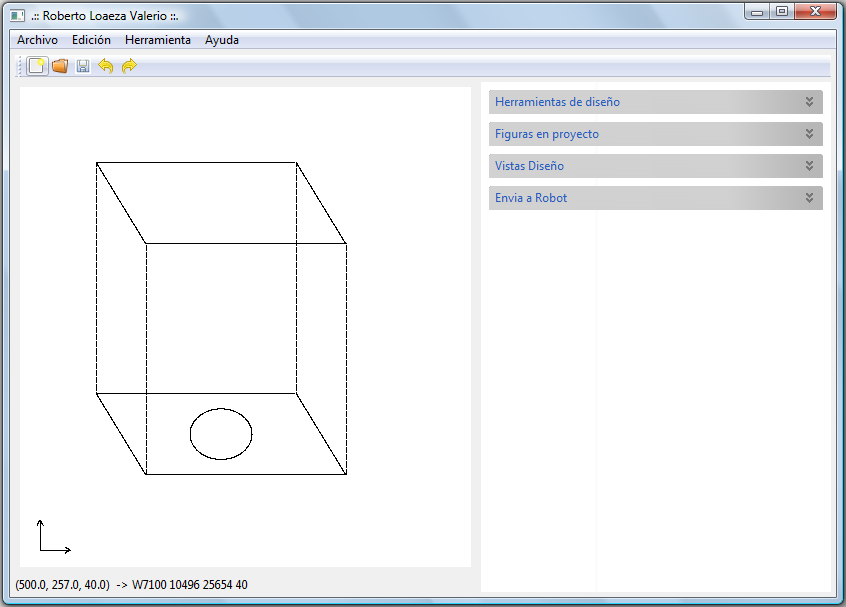 .:: Roberto Loaeza Valerio ::.
Archivo Edición Herramienta Ayuda
Herramientas de diseño
Figuras en proyecto
Vistas Diseño
Envia a Robot
(500.0, 257.0, 40.0) -> W7100 10496 25654 40